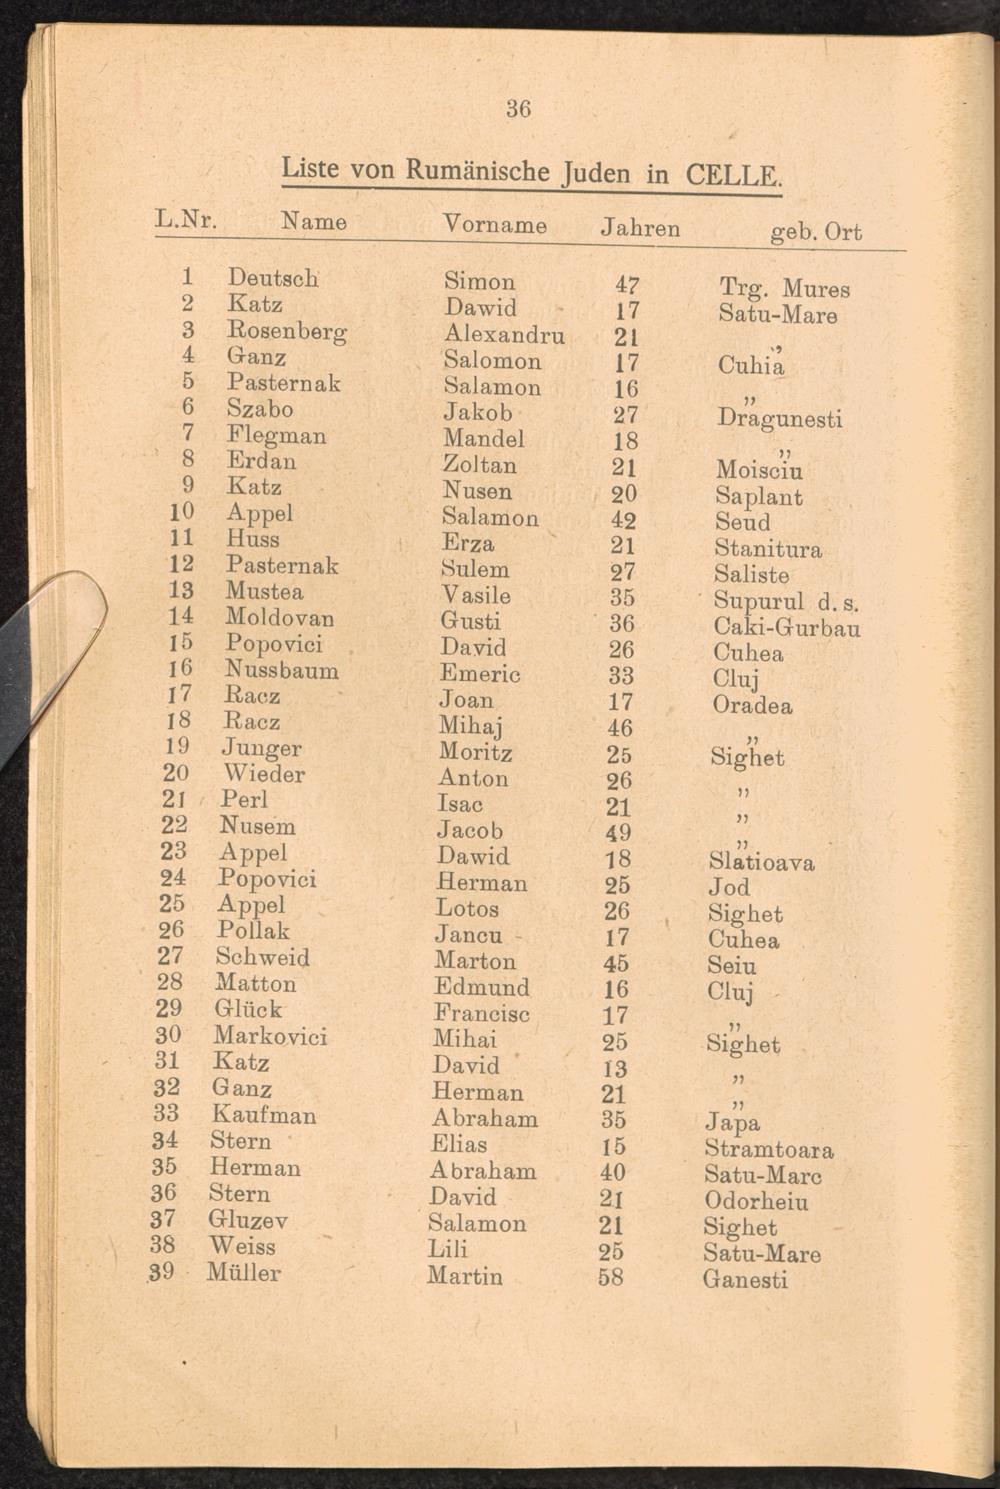 36
Liste von Rumänische Juden in CELLE.
L.Nr. Name Vorname Jahren geb. Ort
1 Deutsch Simon 47 Trg. Mures
2 Katz Dawid 17 Satu-Mare
3 Rosenberg Alexandru 21 „
4 Ganz Salomon 17 Cuhia
5 Pasternak Salamon 16 „
6 Szabo Jakob 27 Dragunesti
7 Flegman Mandel 18 „
8 Erdan Zoltan 21 Moisciu
9 Katz Nusen 20 Saplant
10 Appel Salamon 42 Seud
11 Huss Erza 21 Stanitura
12 Pasternak Sulem 27 Saliste
13 Mustea Vasile 35 Supurul d. s.
14 Moldovan Gusti 36 Caki-Gurbau
15 Popovici David 26 Cuhea
16 Nussbaum Emeric 33 Cluj
17 Racz Joan 17 Oradea
18 Racz Mihaj 46 „
19 Junger Moritz 25 Sighet
20 Wieder Anton 26 „
21 Perl Isac 21 „
22 Nusem Jacob 49 „
23 Appel Dawid 18 Slatioava
24 Popovici Herman 25 Jod
25 Appel Lotos 26 Sighet
26 Pollak Jancu 17 Cuhea
27 Schweid Marton 45 Seiu
28 Matton Edmund 16 Cluj
29 Glück Francisc 17 „
30 Markovici Mihai 25 Sighet
31 Katz David 13 „
32 Ganz Herman 21 „
33 Kaufman Abraham 35 Japa
34 Stern Elias 15 Stramtoara
35 Herman Abraham 40 Satu-Marc
36 Stern David 21 Odorheiu
37 Gluzev Salamon 21 Sighet
38 Weiss Lili 25 Satu-Mare
39 Müller Martin 58 Ganesti